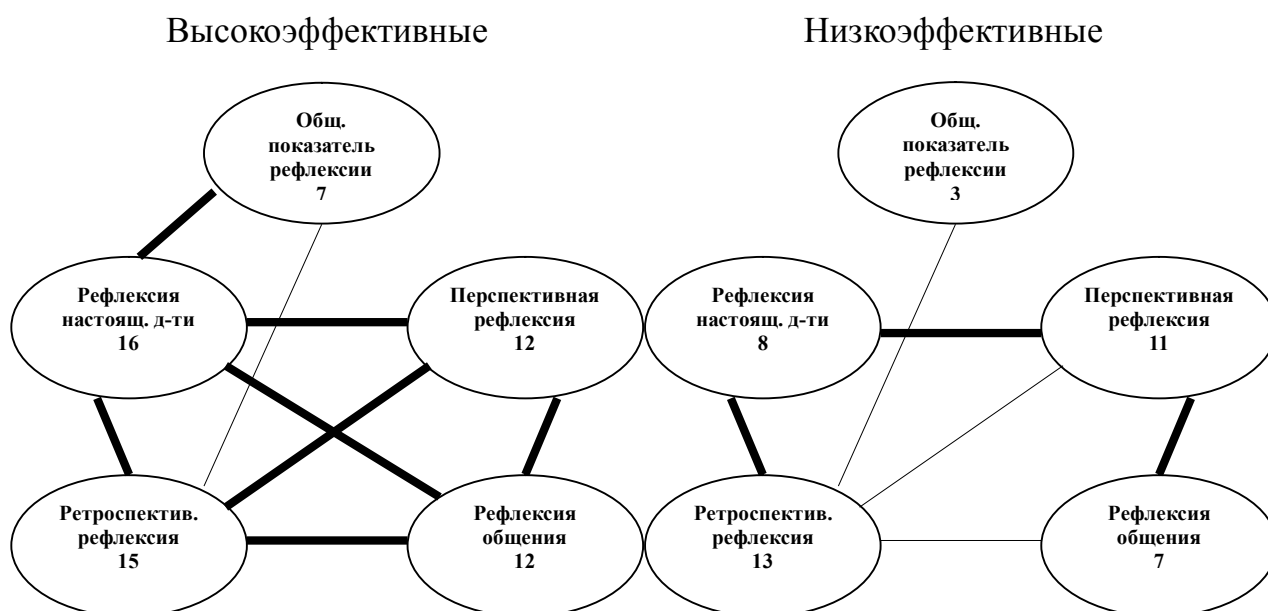 Высокоэффективные
Низкоэффективные
Общ.
показатель
рефлексии
7
Общ.
показатель
рефлексии
3
Рефлексия
настоящ. д-ти
16
Перспективная
рефлексия
12
Рефлексия
настоящ. д-ти
8
Перспективная
рефлексия
11
Ретроспектив.
рефлексия
15
Рефлексия
общения
12
Ретроспектив.
рефлексия
13
Рефлексия
общения
7